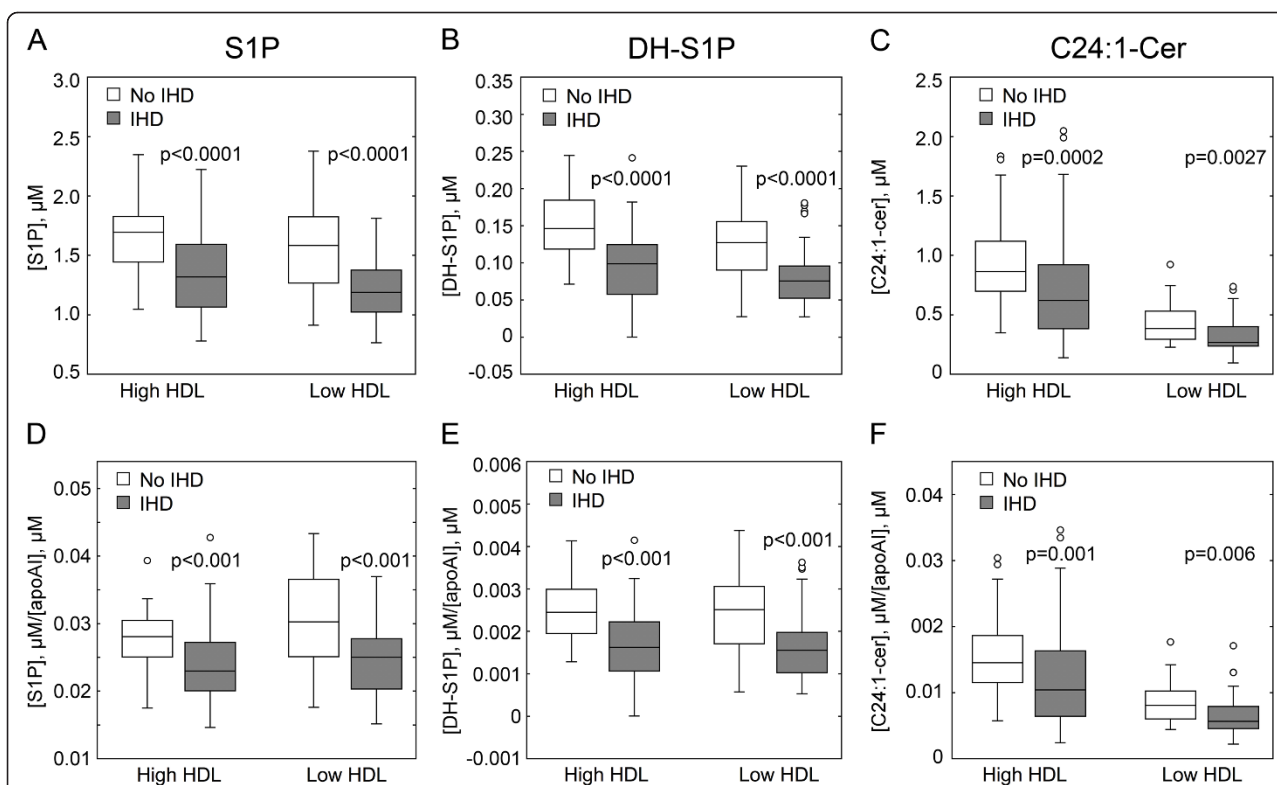 A
S1P
3.0
2.5
2.0
1.5
1.0
0.5
[S1P], µM
No IHD
IHD
p<0.0001
p<0.0001
High HDL
Low HDL
B
DH-S1P
0.35
0.30
0.25
0.20
0.15
0.10
0.05
0
-0.05
[DH-S1P], µM
No IHD
IHD
p<0.0001
p<0.0001
High HDL
Low HDL
C
C24:1-Cer
2.5
2.0
1.5
1.0
0.5
0
[C24:1-cer], µM
No IHD
IHD
p=0.0002
p=0.0027
High HDL
Low HDL
D
0.05
0.04
0.03
0.02
0.01
[S1P], µM/[apoAI], µM
No IHD
IHD
p<0.001
p<0.001
High HDL
Low HDL
E
0.006
0.005
0.004
0.003
0.002
0.001
0
-0.001
[DH-S1P], µM/[apoAI], µM
No IHD
IHD
p<0.001
p<0.001
High HDL
Low HDL
F
0.04
0.03
002
0.01
0
[C24:1-cer], µM/[apoAI], µM
No IHD
IHD
p=0.001
p=0.006
High HDL
Low HDL